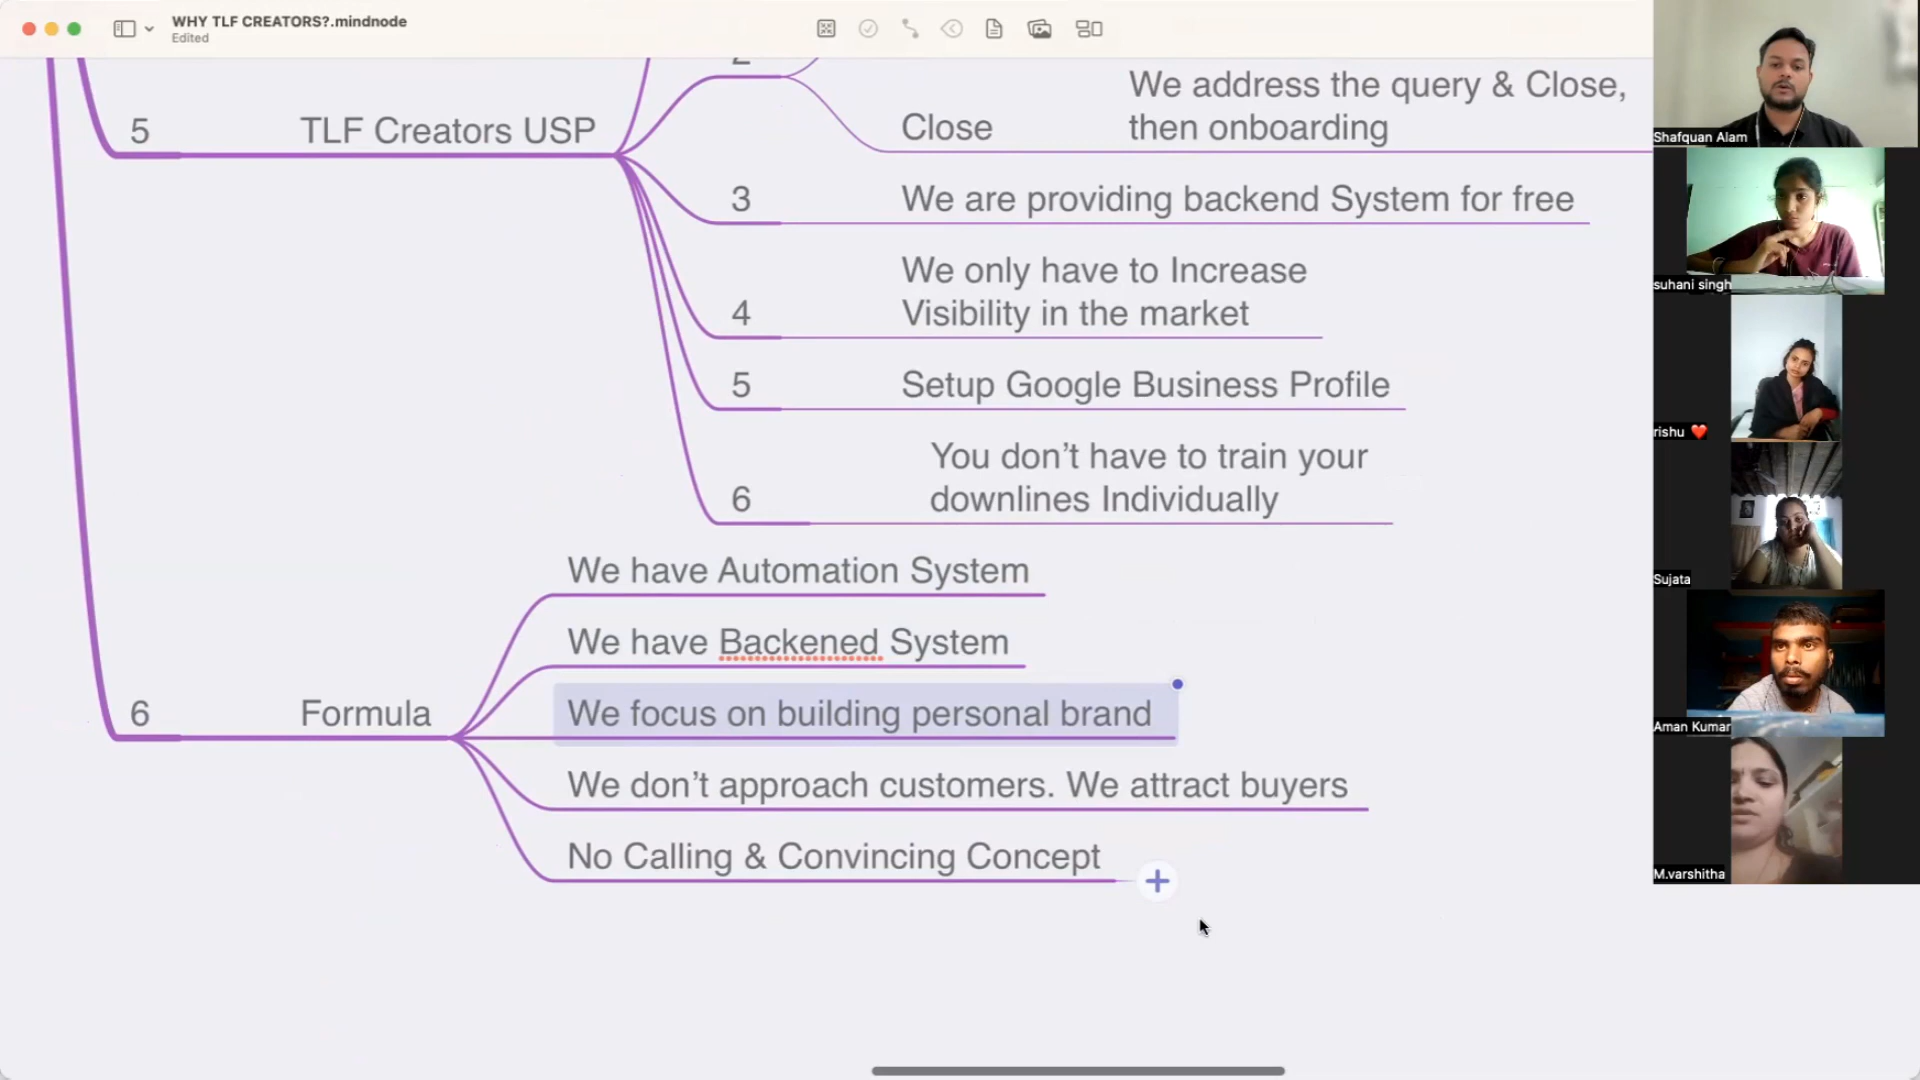 WHY TLF CREATORS?.mindnode
Edited
2
We address the query & Close,
then onboarding
Close
5
TLF Creators USP
3
We are providing backend System for free
We only have to Increase
Visibility in the market
4
5
Setup Google Business Profile
You don’t have to train your
downlines Individually
6
We have Automation System
We have Backened System
6
Formula
We focus on building personal brand
We don’t approach customers. We attract buyers
No Calling & Convincing Concept
Shafquan Alam
suhani singh
rishu ❤️
Sujata
Aman Kumar
M.varshitha